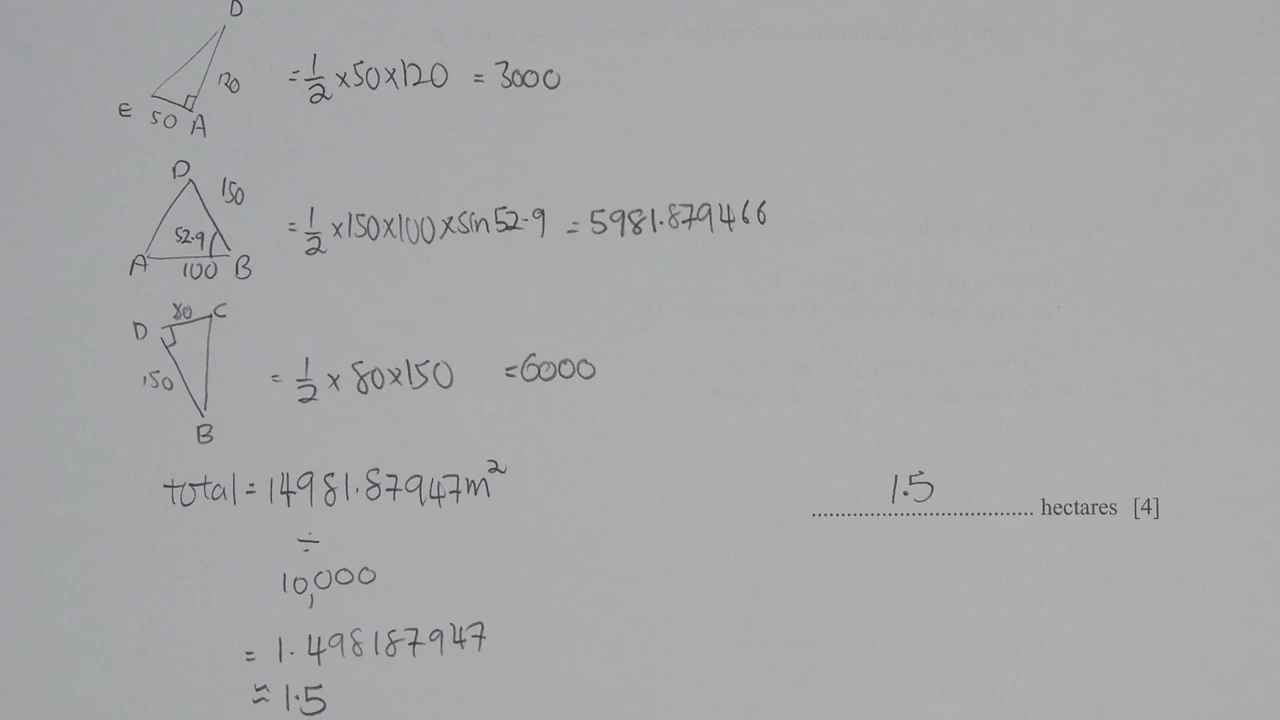 D
120
E 50 A
= 1/2 ×50×120 = 3000
D
150
52.9
A 100 B
= 1/2 ×150×100×sin52.9 = 5981.879466
80 C
D
150
B
= 1/2 × 80×150 =6000
total = 14981.87947m²
÷
10,000
= 1.498187947
≈ 1.5
1.5
.................................... hectares [4]